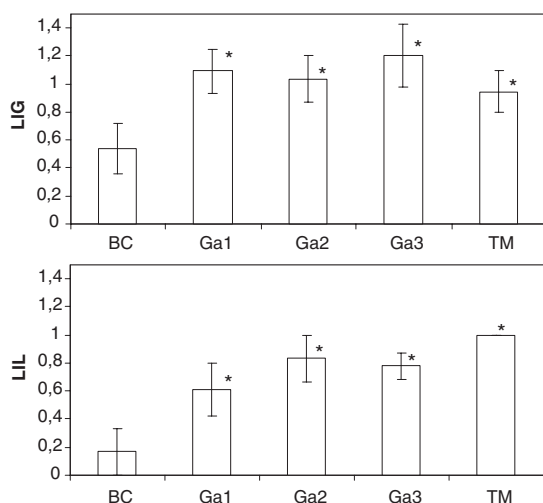 1,4
1,2
1
0,8
0,6
0,4
0,2
0
LIG
* * * *
BC Ga1 Ga2 Ga3 TM
1,4
1,2
1
0,8
0,6
0,4
0,2
0
LIL
* * * *
BC Ga1 Ga2 Ga3 TM